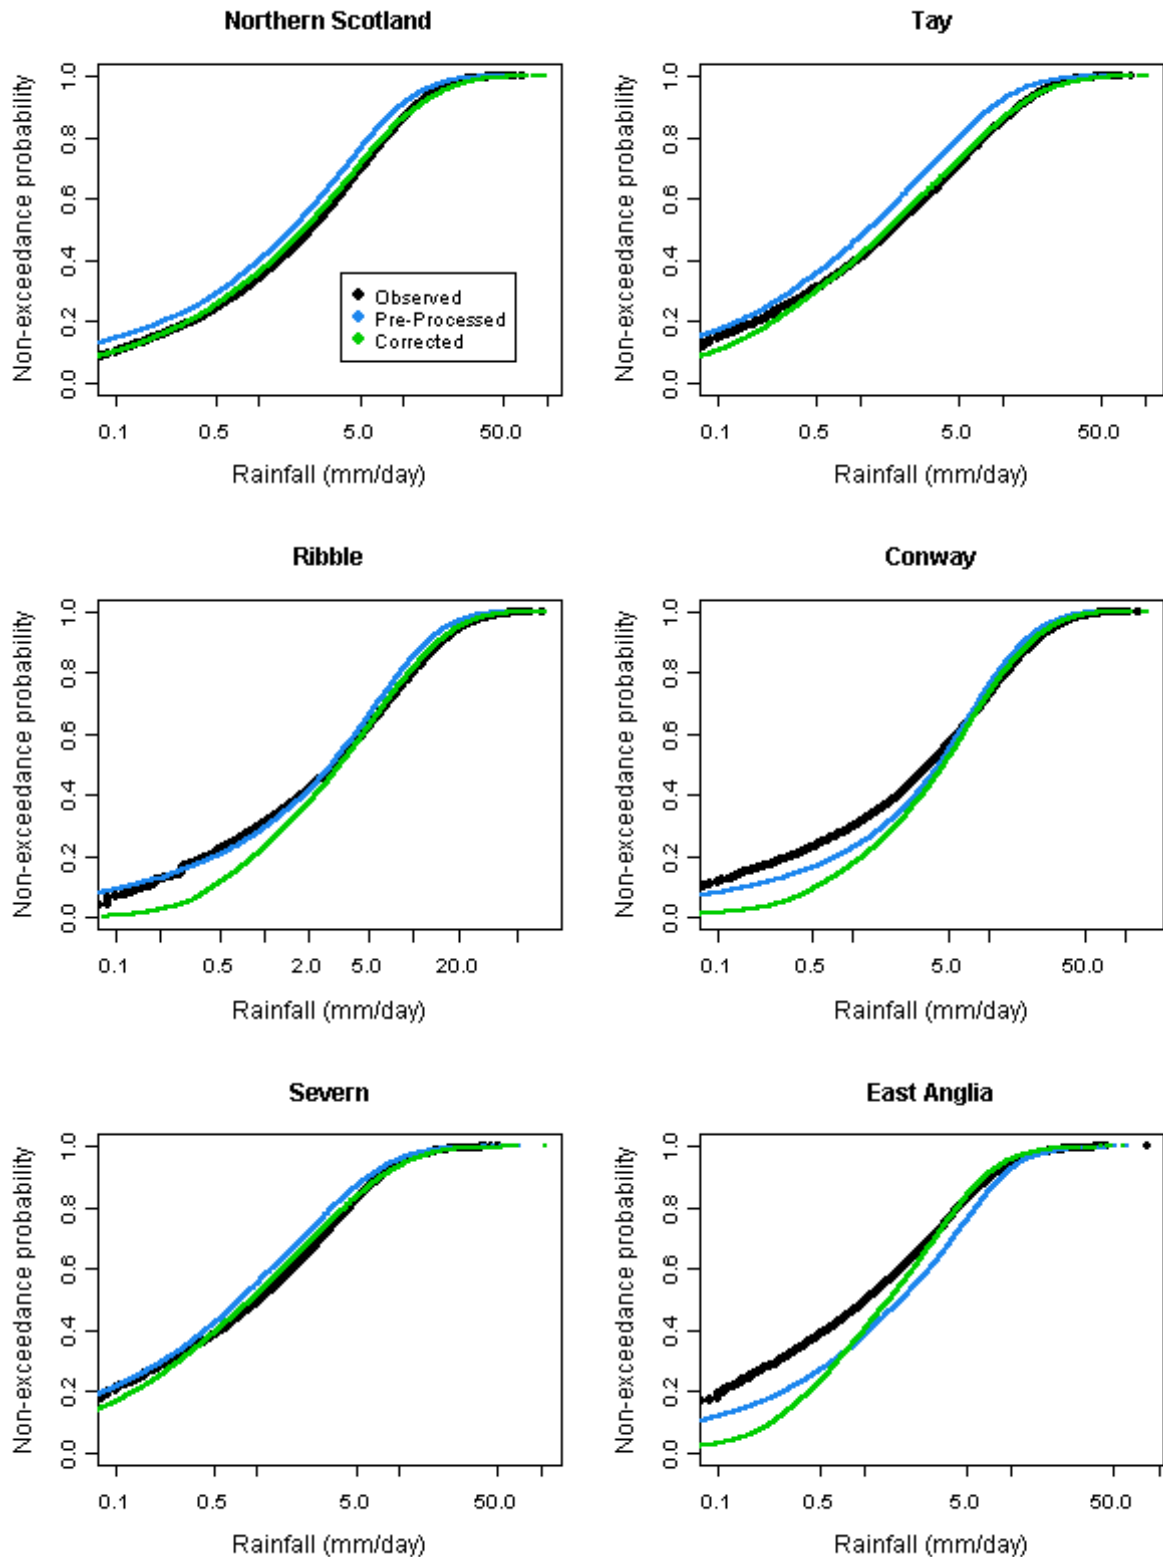 Northern Scotland
Non-exceedance probability
0.0 0.2 0.4 0.6 0.8 1.0
Observed
Pre-Processed
Corrected
0.1 0.5 5.0 50.0
Rainfall (mm/day)
Tay
Non-exceedance probability
0.0 0.2 0.4 0.6 0.8 1.0
0.1 0.5 5.0 50.0
Rainfall (mm/day)
Ribble
Non-exceedance probability
0.0 0.2 0.4 0.6 0.8 1.0
0.1 0.5 2.0 5.0 20.0
Rainfall (mm/day)
Conway
Non-exceedance probability
0.0 0.2 0.4 0.6 0.8 1.0
0.1 0.5 5.0 50.0
Rainfall (mm/day)
Severn
Non-exceedance probability
0.0 0.2 0.4 0.6 0.8 1.0
0.1 0.5 5.0 50.0
Rainfall (mm/day)
East Anglia
Non-exceedance probability
0.0 0.2 0.4 0.6 0.8 1.0
0.1 0.5 5.0 50.0
Rainfall (mm/day)